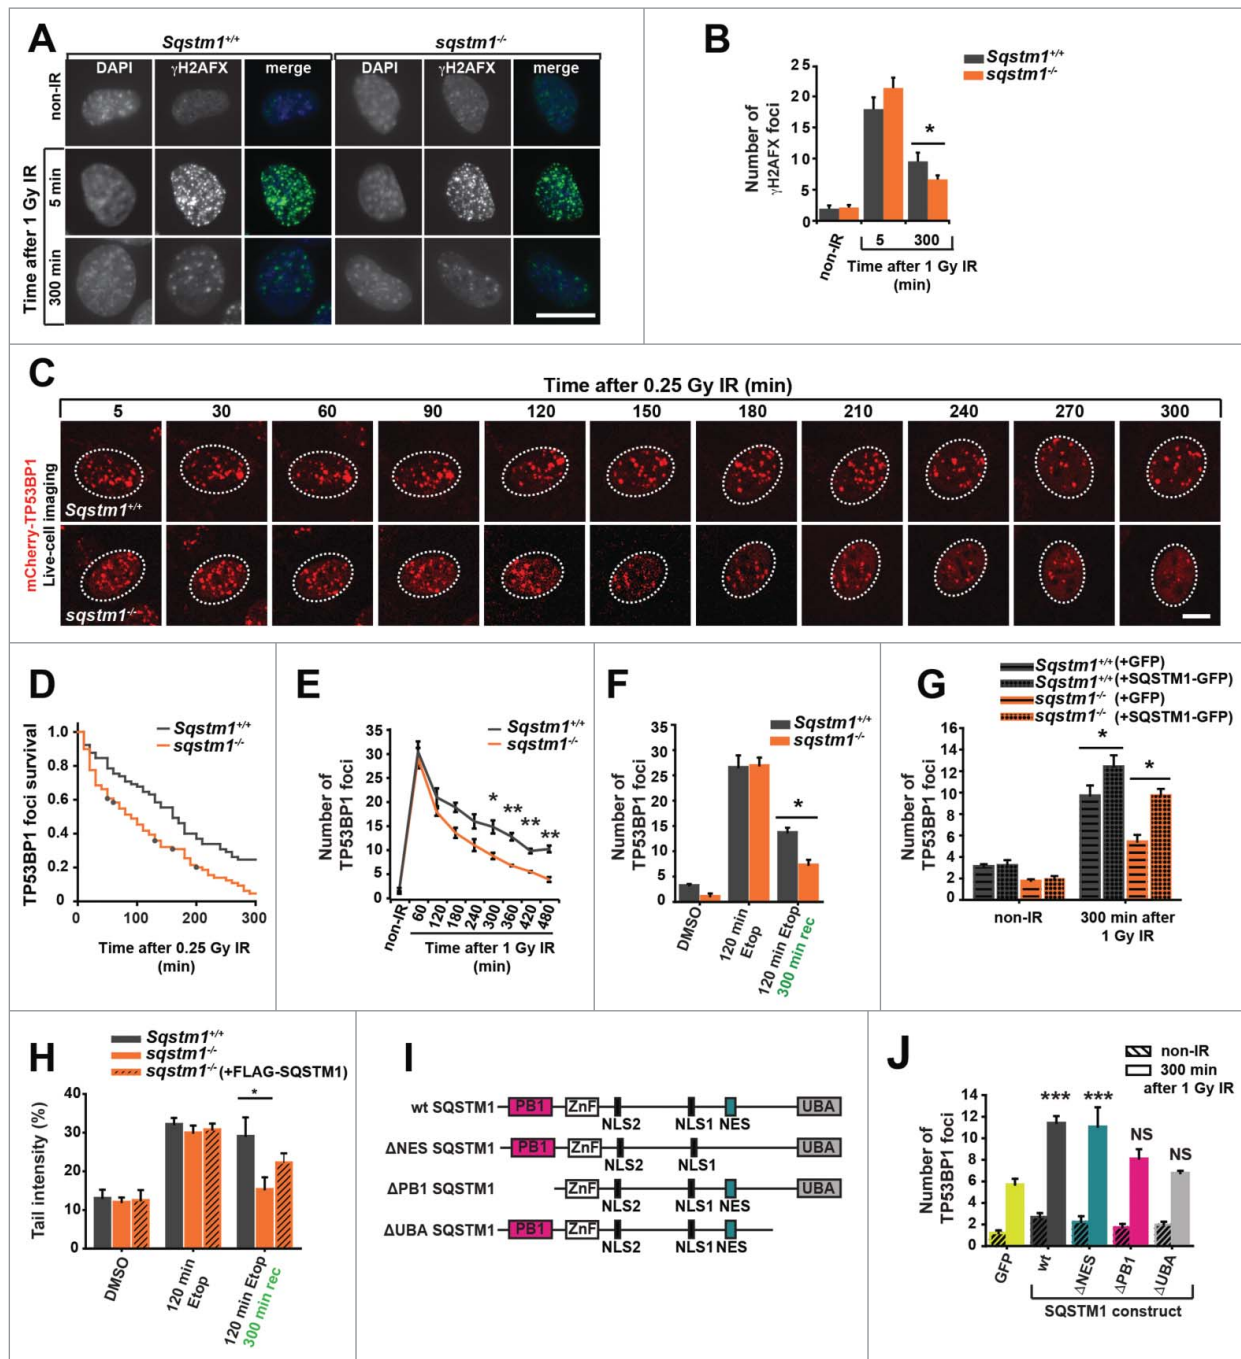 A
Sqstm1+/+
sqstm1-/-
DAPI γH2AFX merge DAPI γH2AFX merge
non-IR
Time after 1 Gy IR
5 min
300 min
B
Sqstm1+/+
sqstm1-/-
Number of
γH2AFX foci
25
20
15
10
5
0
*
non-IR
5 300
Time after 1 Gy IR
(min)
C
Time after 0.25 Gy IR (min)
5 30 60 90 120 150 180 210 240 270 300
mCherry-TP53BP1
Live-cell imaging
Sqstm1+/+
sqstm1-/-
D
Sqstm1+/+
sqstm1-/-
TP53BP1 foci survival
1.0
0.8
0.6
0.4
0.2
0
0 100 200 300
Time after 0.25 Gy IR
(min)
E
Sqstm1+/+
sqstm1-/-
Number of
TP53BP1 foci
35
30
25
20
15
10
5
0
* ** ** **
non-IR 60 120 180 240 300 360 420 480
Time after 1 Gy IR
(min)
F
Sqstm1+/+
sqstm1-/-
Number of
TP53BP1 foci
35
30
25
20
15
10
5
0
*
DMSO
120 min
Etop
120 min Etop
300 min rec
G
Sqstm1+/+ (+GFP)
Sqstm1+/+ (+SQSTM1-GFP)
sqstm1-/- (+GFP)
sqstm1-/- (+SQSTM1-GFP)
Number of
TP53BP1 foci
16
14
12
10
8
6
4
2
0
* *
non-IR
300 min after
1 Gy IR
H
Sqstm1+/+
sqstm1-/-
sqstm1-/- (+FLAG-SQSTM1)
Tail intensity (%)
40
30
20
10
0
*
DMSO
120 min
Etop
120 min Etop
300 min rec
I
wt SQSTM1 PB1 ZnF UBA
NLS2 NLS1 NES
ΔNES SQSTM1 PB1 ZnF UBA
NLS2 NLS1
ΔPB1 SQSTM1 ZnF UBA
NLS2 NLS1 NES
ΔUBA SQSTM1 PB1 ZnF
NLS2 NLS1 NES
J
non-IR
300 min
after 1 Gy IR
Number of
TP53BP1 foci
14
12
10
8
6
4
2
0
*** *** NS NS
GFP wt ΔNES ΔPB1 ΔUBA
SQSTM1 construct